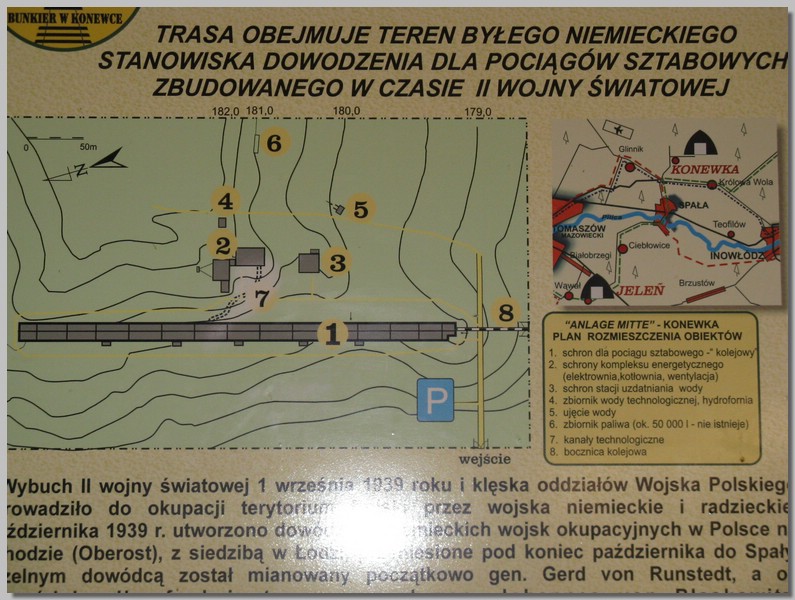 BUNKIER W KONEWCE
TRASA OBEJMUJE TEREN BYŁEGO NIEMIECKIEGO
STANOWISKA DOWODZENIA DLA POCIĄGÓW SZTABOWYCH
ZBUDOWANEGO W CZASIE II WOJNY ŚWIATOWEJ
182,0 181,0 180,0 179,0
0 50m
N
6
4
5
2
3
7
1
8
P
wejście
Glinnik
KONEWKA
Królowa Wola
SPAŁA
Pilica
TOMASZÓW
MAZOWIECKI
Teofilów
Ciebłowice
Białobrzegi
INOWŁÓDZ
Wąwał
JELEŃ
Brzustów
"ANLAGE MITTE" - KONEWKA
PLAN ROZMIESZCZENIA OBIEKTÓW
1. schron dla pociągu sztabowego -" kolejowy"
2. schrony kompleksu energetycznego
(elektrownia,kotłownia, wentylacja)
3. schron stacji uzdatniania wody
4. zbiornik wody technologicznej, hydrofornia
5. ujęcie wody
6. zbiornik paliwa (ok. 50 000 l - nie istnieje)
7. kanały technologiczne
8. bocznica kolejowa
Wybuch II wojny światowej 1 września 1939 roku i klęska oddziałów Wojska Polskiego
rowadziło do okupacji terytorium przez wojska niemieckie i radzieckie
ździernika 1939 r. utworzono niemieckich wojsk okupacyjnych w Polsce n
hodzie (Oberost), z siedzibą w pod koniec października do Spały
zelnym dowódcą został mianowany początkowo gen. Gerd von Runstedt, a o